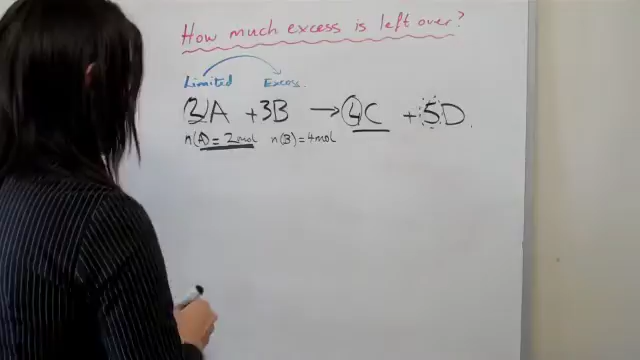 How much excess is left over?
Limited Excess
2A + 3B → 4C + 5D
n(A) = 2mol n(B) = 4mol